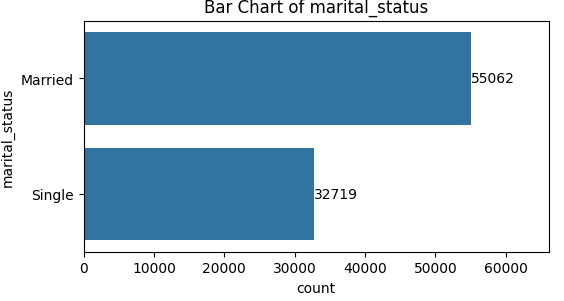 Bar Chart of marital_status
marital_status
Married
55062
Single
32719
0 10000 20000 30000 40000 50000 60000
count